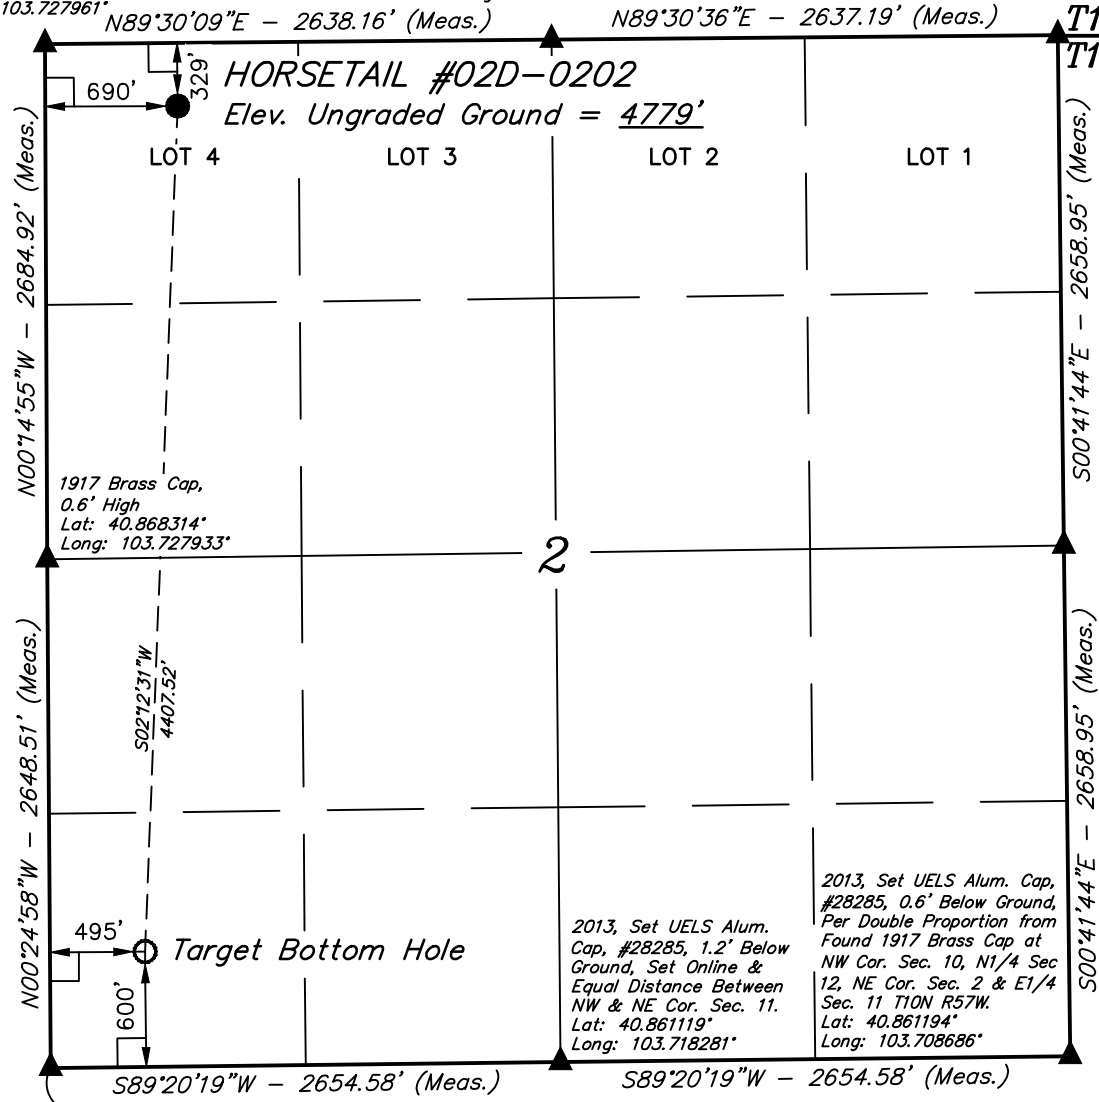 103.727961°
N89°30'09"E - 2638.16' (Meas.)
N89°30'36"E - 2637.19' (Meas.)
T1
T1
329'
690'
HORSETAIL #02D-0202
Elev. Ungraded Ground = 4779'
LOT 4
LOT 3
LOT 2
LOT 1
N00°14'55"W - 2684.92' (Meas.)
S00°41'44"E - 2658.95' (Meas.)
1917 Brass Cap,
0.6' High
Lat: 40.868314°
Long: 103.727933°
2
S02°12'31"W
4407.52'
N00°24'58"W - 2648.51' (Meas.)
S00°41'44"E - 2658.95' (Meas.)
495'
Target Bottom Hole
600'
2013, Set UELS Alum.
Cap, #28285, 1.2' Below
Ground, Set Online &
Equal Distance Between
NW & NE Cor. Sec. 11.
Lat: 40.861119°
Long: 103.718281°
2013, Set UELS Alum. Cap,
#28285, 0.6' Below Ground,
Per Double Proportion from
Found 1917 Brass Cap at
NW Cor. Sec. 10, N1/4 Sec
12, NE Cor. Sec. 2 & E1/4
Sec. 11 T10N R57W.
Lat: 40.861194°
Long: 103.708686°
S89°20'19"W - 2654.58' (Meas.)
S89°20'19"W - 2654.58' (Meas.)